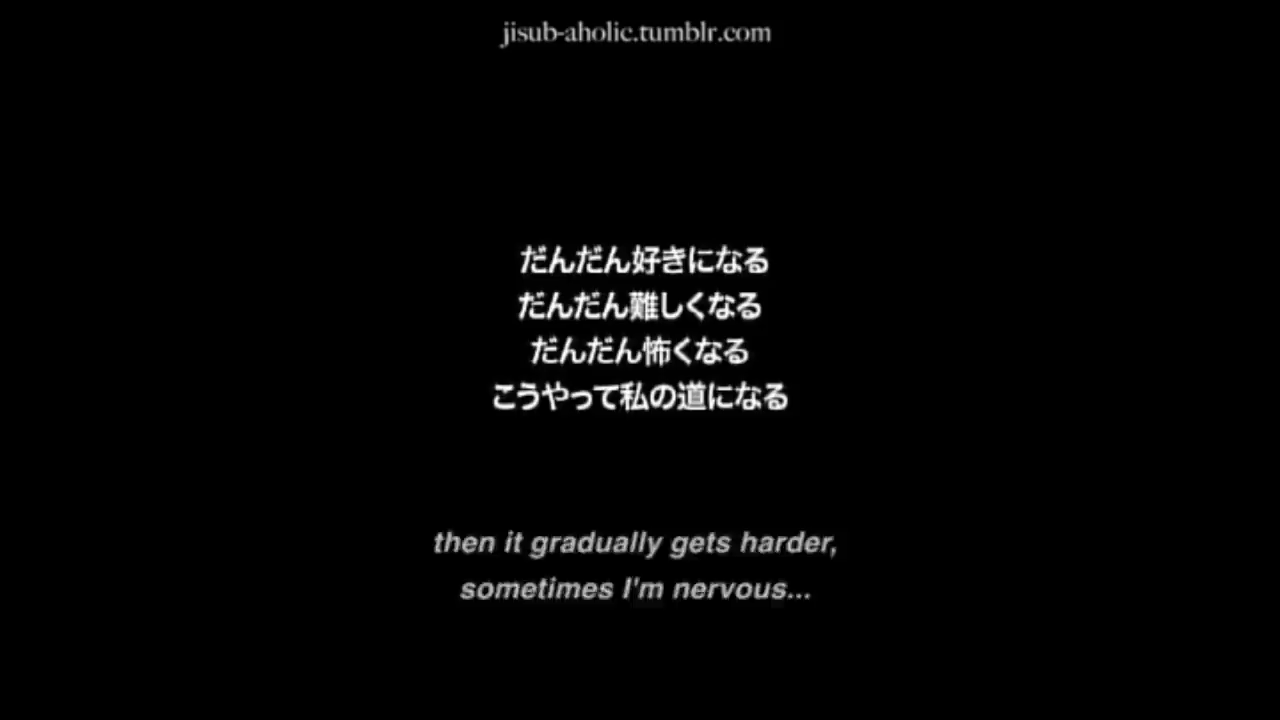 jisub-aholic.tumblr.com
だんだん好きになる
だんだん難しくなる
だんだん怖くなる
こうやって私の道になる
then it gradually gets harder,
sometimes I'm nervous...